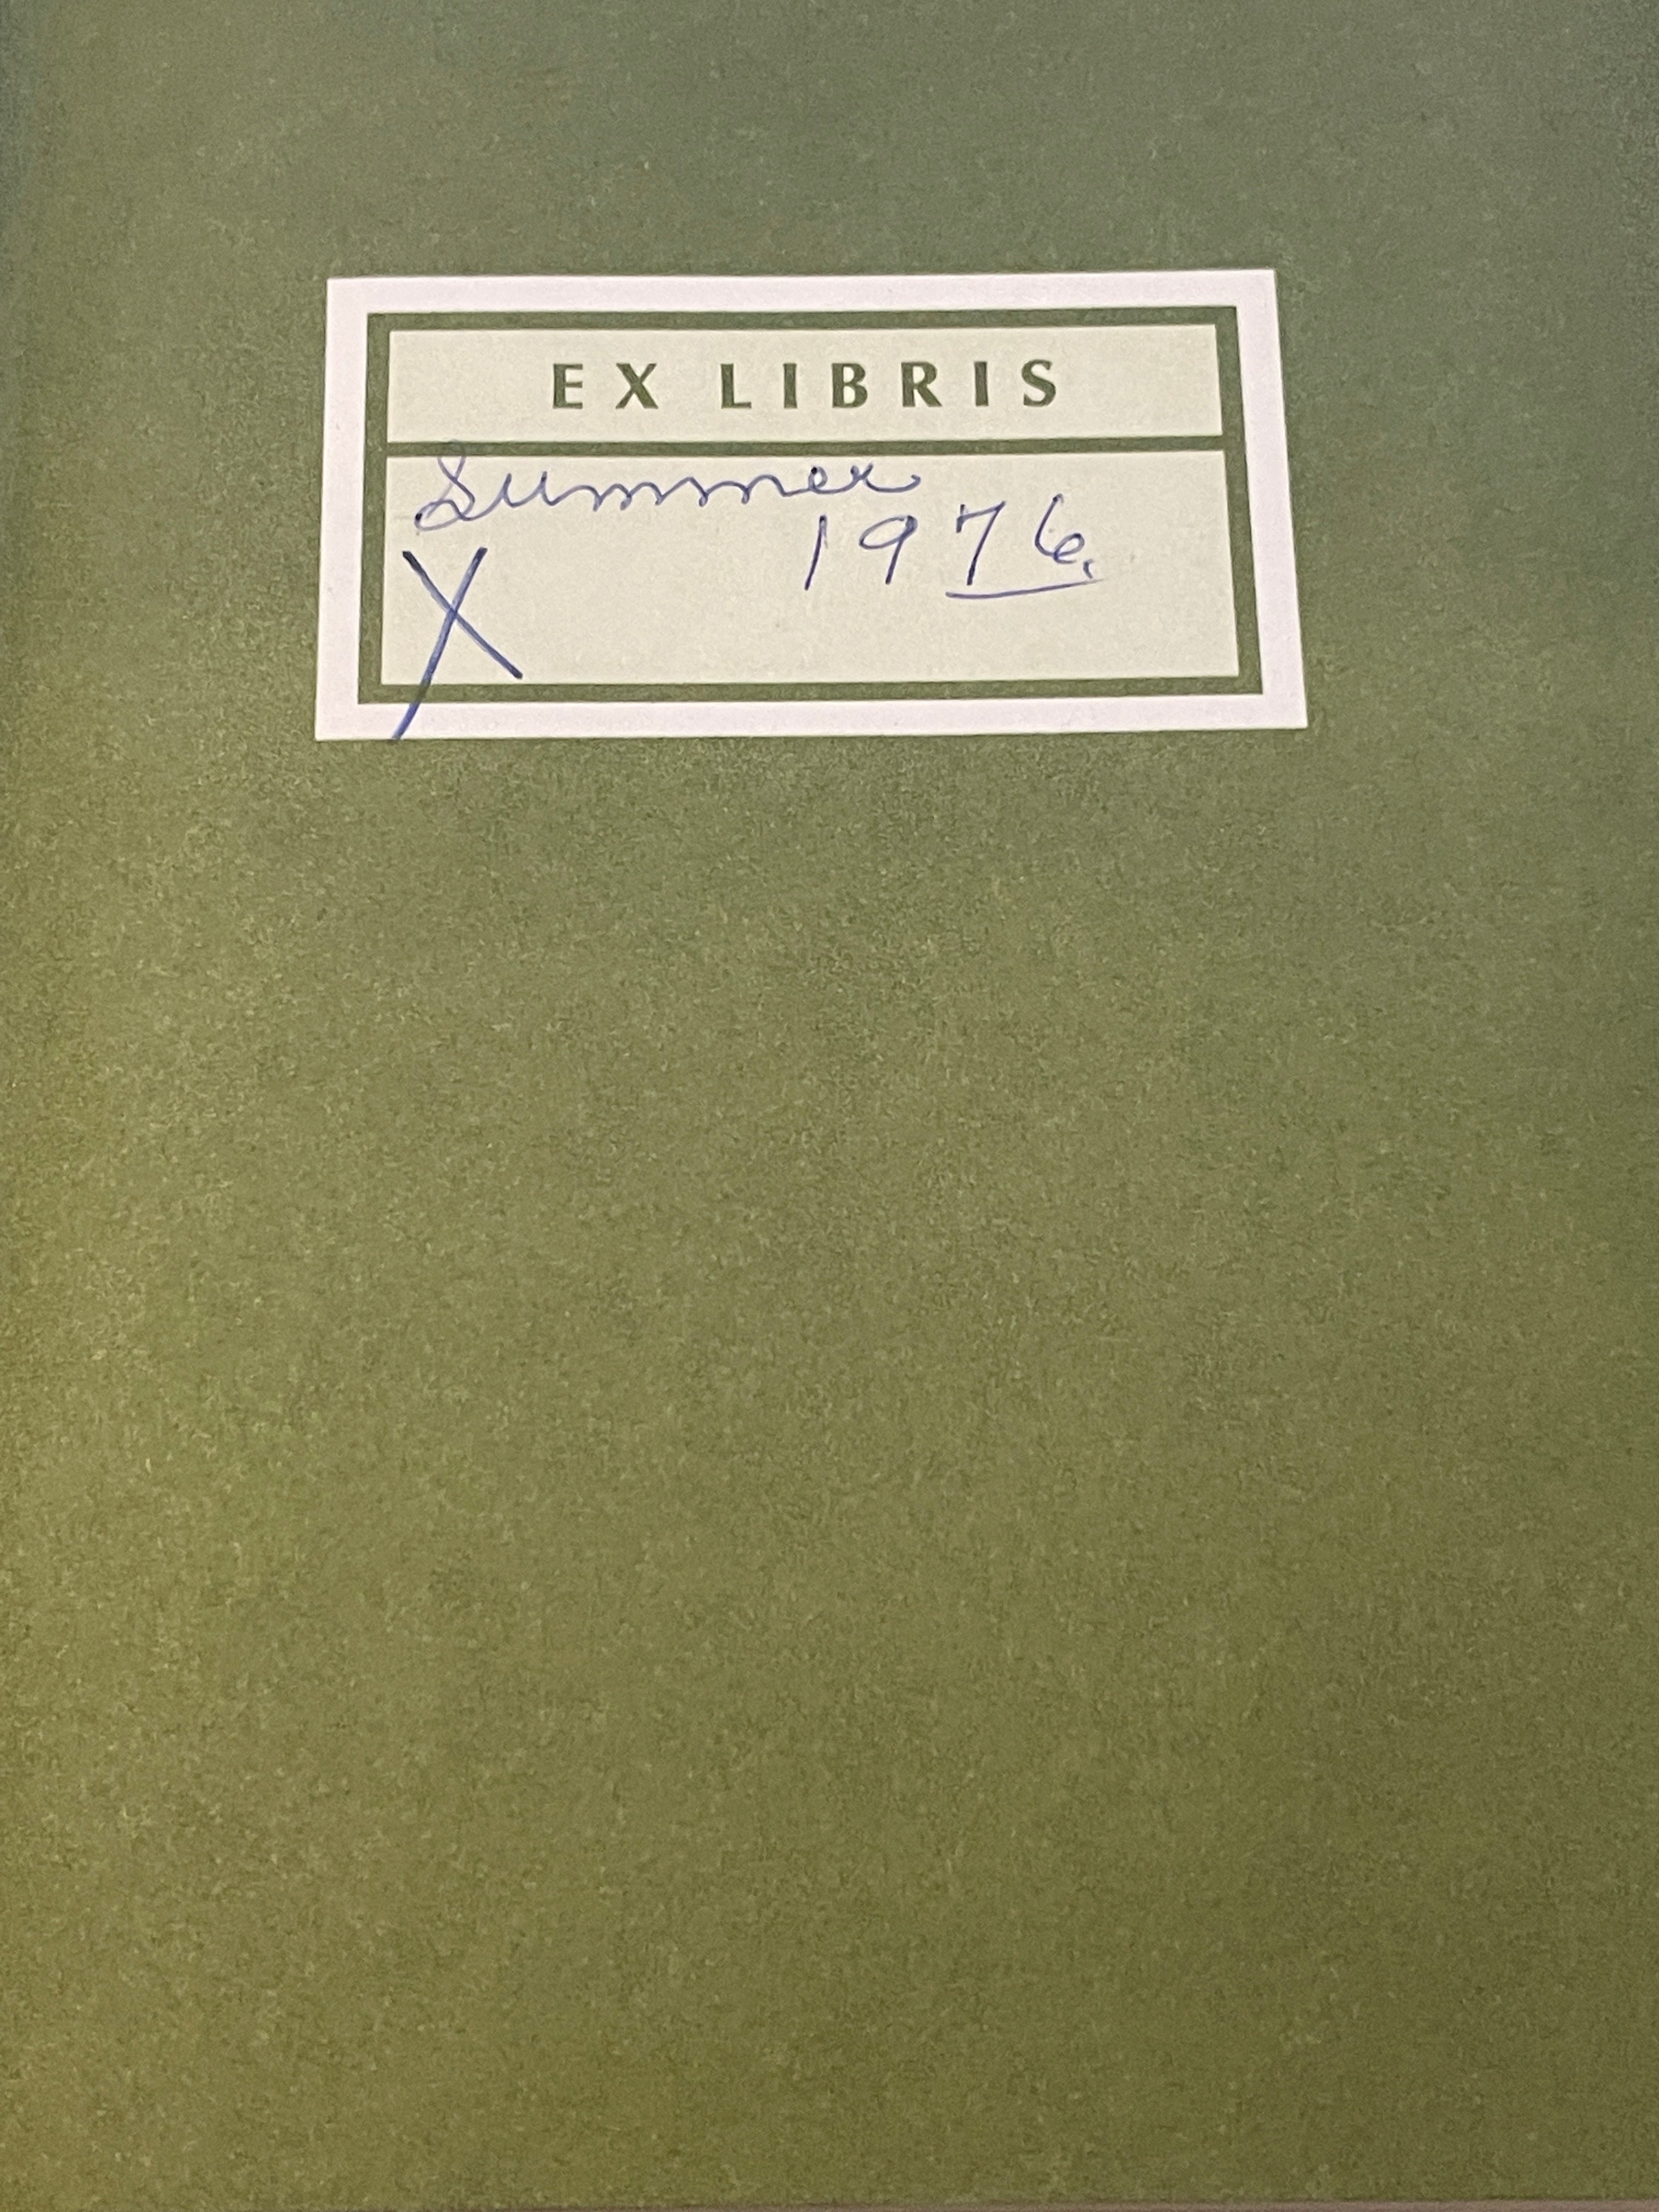 EX LIBRIS
Summer
1976.
X